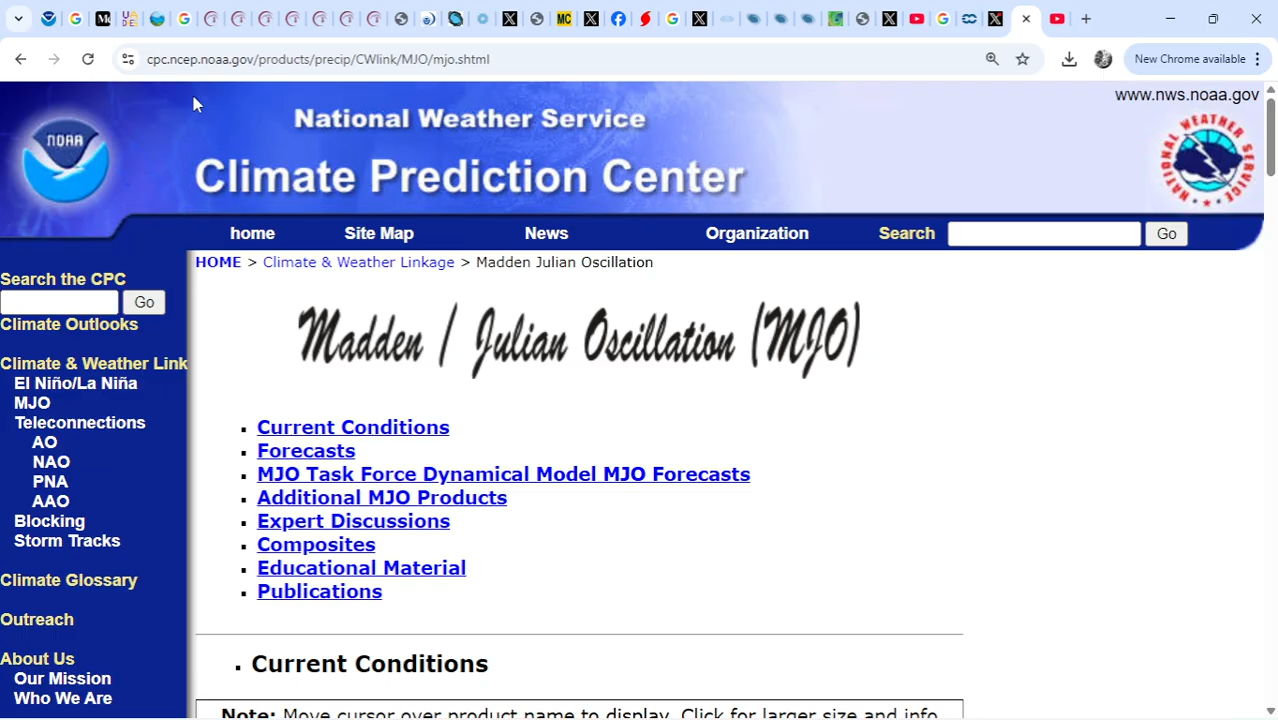 cpc.ncep.noaa.gov/products/precip/CWlink/MJO/mjo.shtml
New Chrome available
www.nws.noaa.gov
NOAA
National Weather Service
Climate Prediction Center
NATIONAL WEATHER SERVICE
home
Site Map
News
Organization
Search
Go
HOME > Climate & Weather Linkage > Madden Julian Oscillation
Search the CPC
Go
Climate Outlooks
Climate & Weather Link
El Niño/La Niña
MJO
Teleconnections
AO
NAO
PNA
AAO
Blocking
Storm Tracks
Climate Glossary
Outreach
About Us
Our Mission
Who We Are
Madden / Julian Oscillation (MJO)
Current Conditions
Forecasts
MJO Task Force Dynamical Model MJO Forecasts
Additional MJO Products
Expert Discussions
Composites
Educational Material
Publications
Current Conditions
Note: Move cursor over product name to display. Click for larger size and info